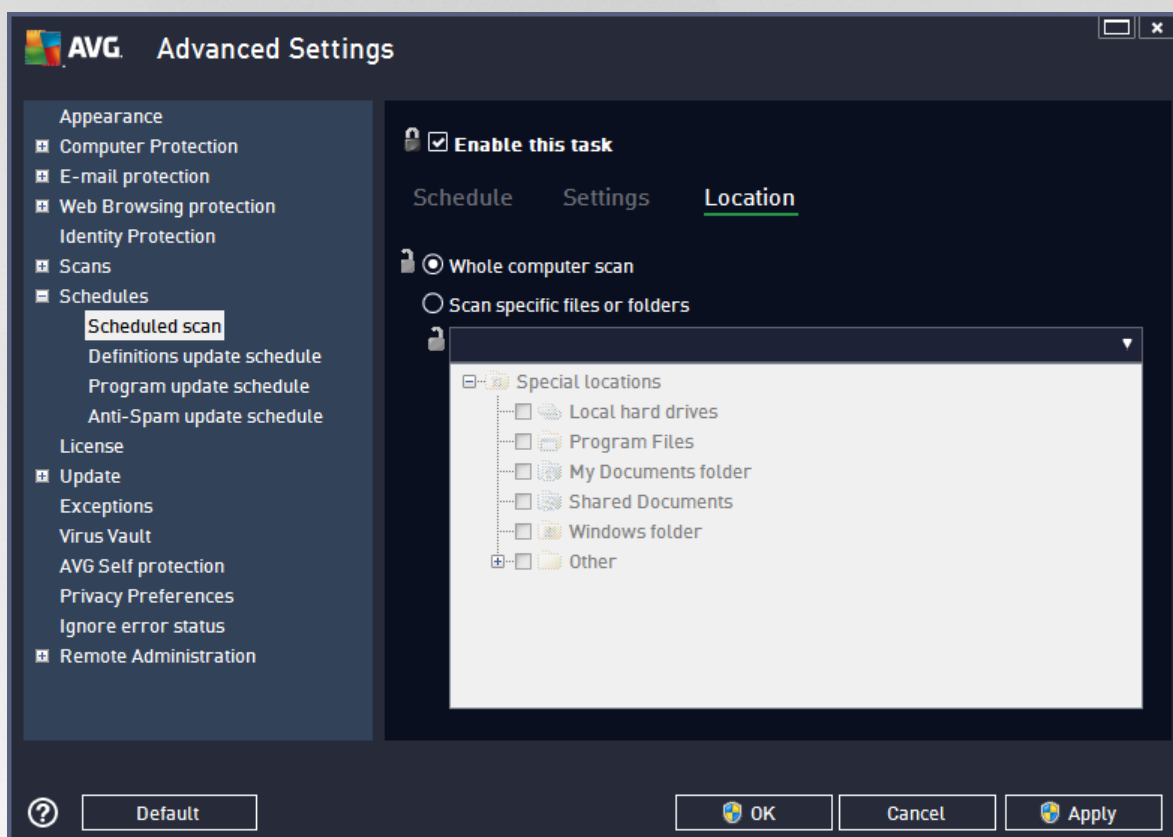 AVG. Advanced Settings
Appearance
Computer Protection
E-mail protection
Web Browsing protection
Identity Protection
Scans
Schedules
Scheduled scan
Definitions update schedule
Program update schedule
Anti-Spam update schedule
License
Update
Exceptions
Virus Vault
AVG Self protection
Privacy Preferences
Ignore error status
Remote Administration
Enable this task
Schedule Settings Location
Whole computer scan
Scan specific files or folders
Special locations
Local hard drives
Program Files
My Documents folder
Shared Documents
Windows folder
Other
? Default OK Cancel Apply